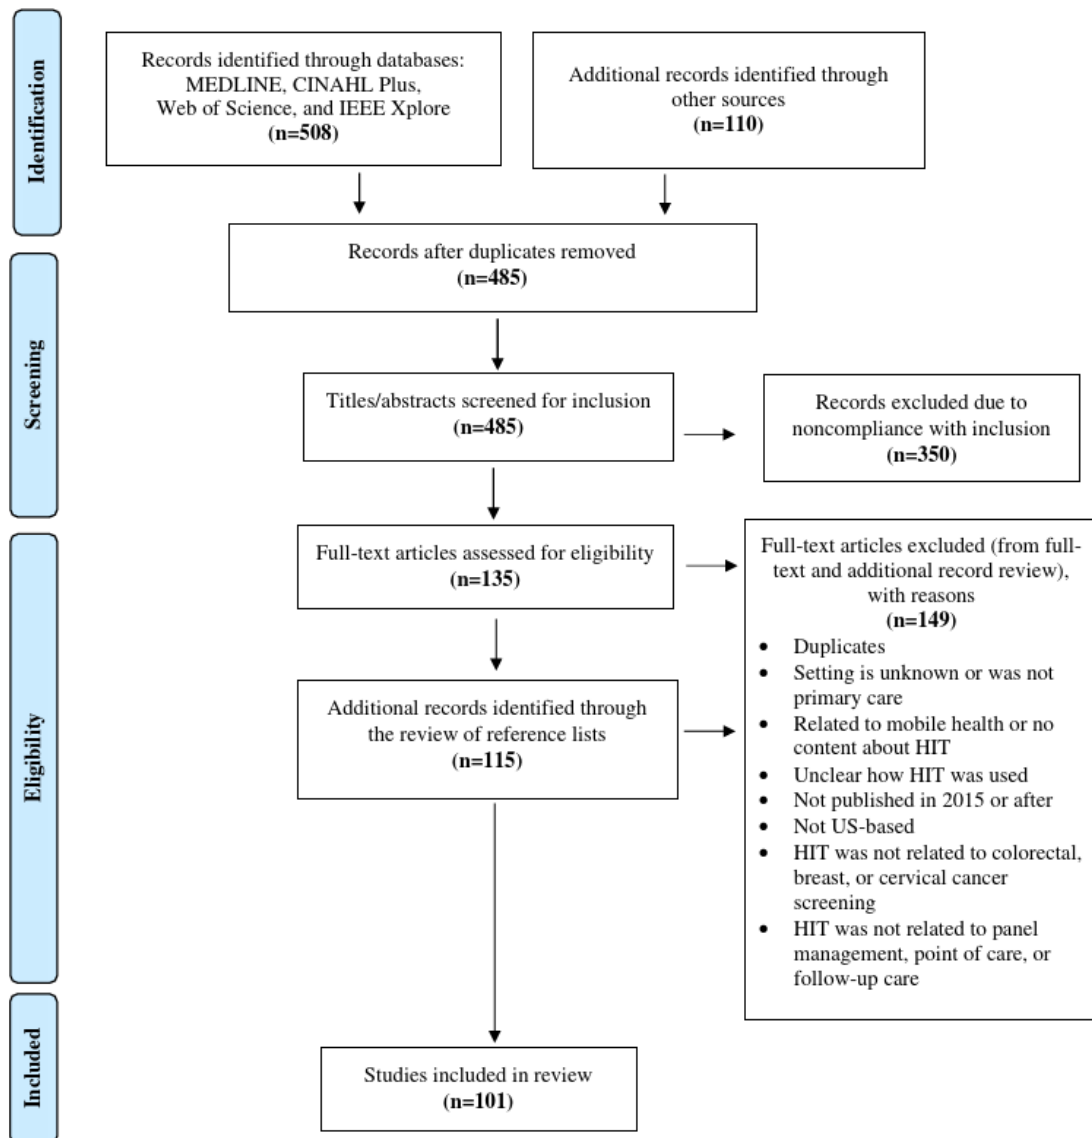 Identification
Records identified through databases:
MEDLINE, CINAHL Plus,
Web of Science, and IEEE Xplore
(n=508)
Additional records identified through
other sources
(n=110)
Records after duplicates removed
(n=485)
Screening
Titles/abstracts screened for inclusion
(n=485)
Records excluded due to
noncompliance with inclusion
(n=350)
Eligibility
Full-text articles assessed for eligibility
(n=135)
Full-text articles excluded (from full-
text and additional record review),
with reasons
(n=149)
• Duplicates
• Setting is unknown or was not
primary care
• Related to mobile health or no
content about HIT
• Unclear how HIT was used
• Not published in 2015 or after
• Not US-based
• HIT was not related to colorectal,
breast, or cervical cancer
screening
• HIT was not related to panel
management, point of care, or
follow-up care
Additional records identified through
the review of reference lists
(n=115)
Included
Studies included in review
(n=101)